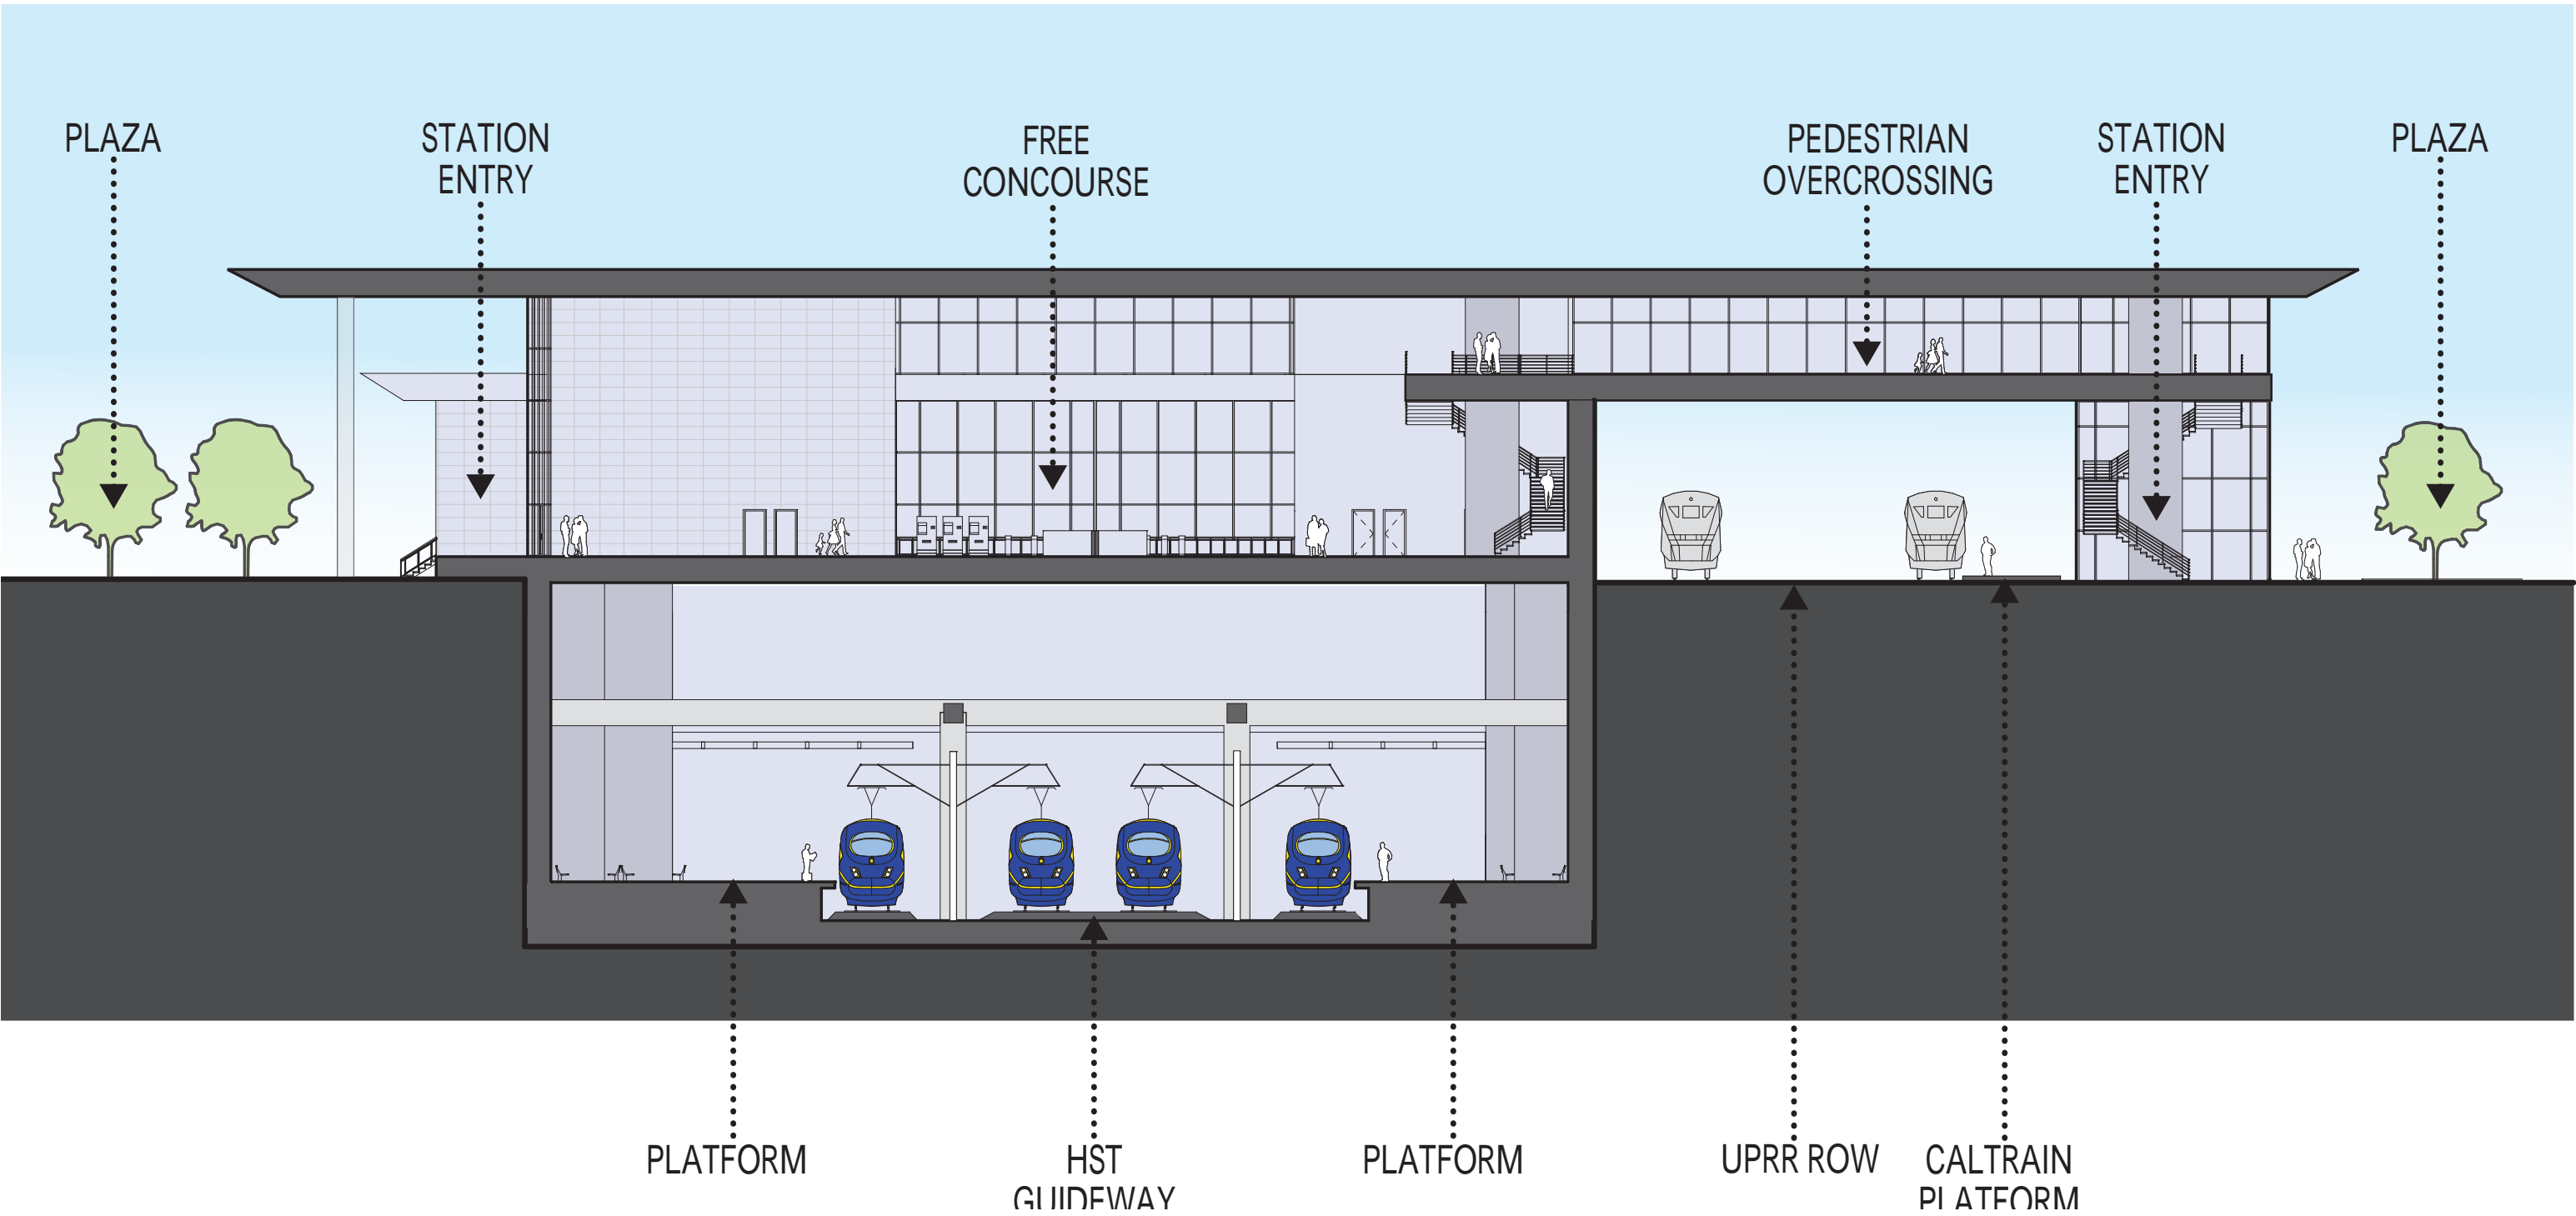 PLAZA
STATION
ENTRY
FREE
CONCOURSE
PEDESTRIAN
OVERCROSSING
STATION
ENTRY
PLAZA
PLATFORM
HST
GUIDEWAY
PLATFORM
UPRR ROW
CALTRAIN
PLATFORM